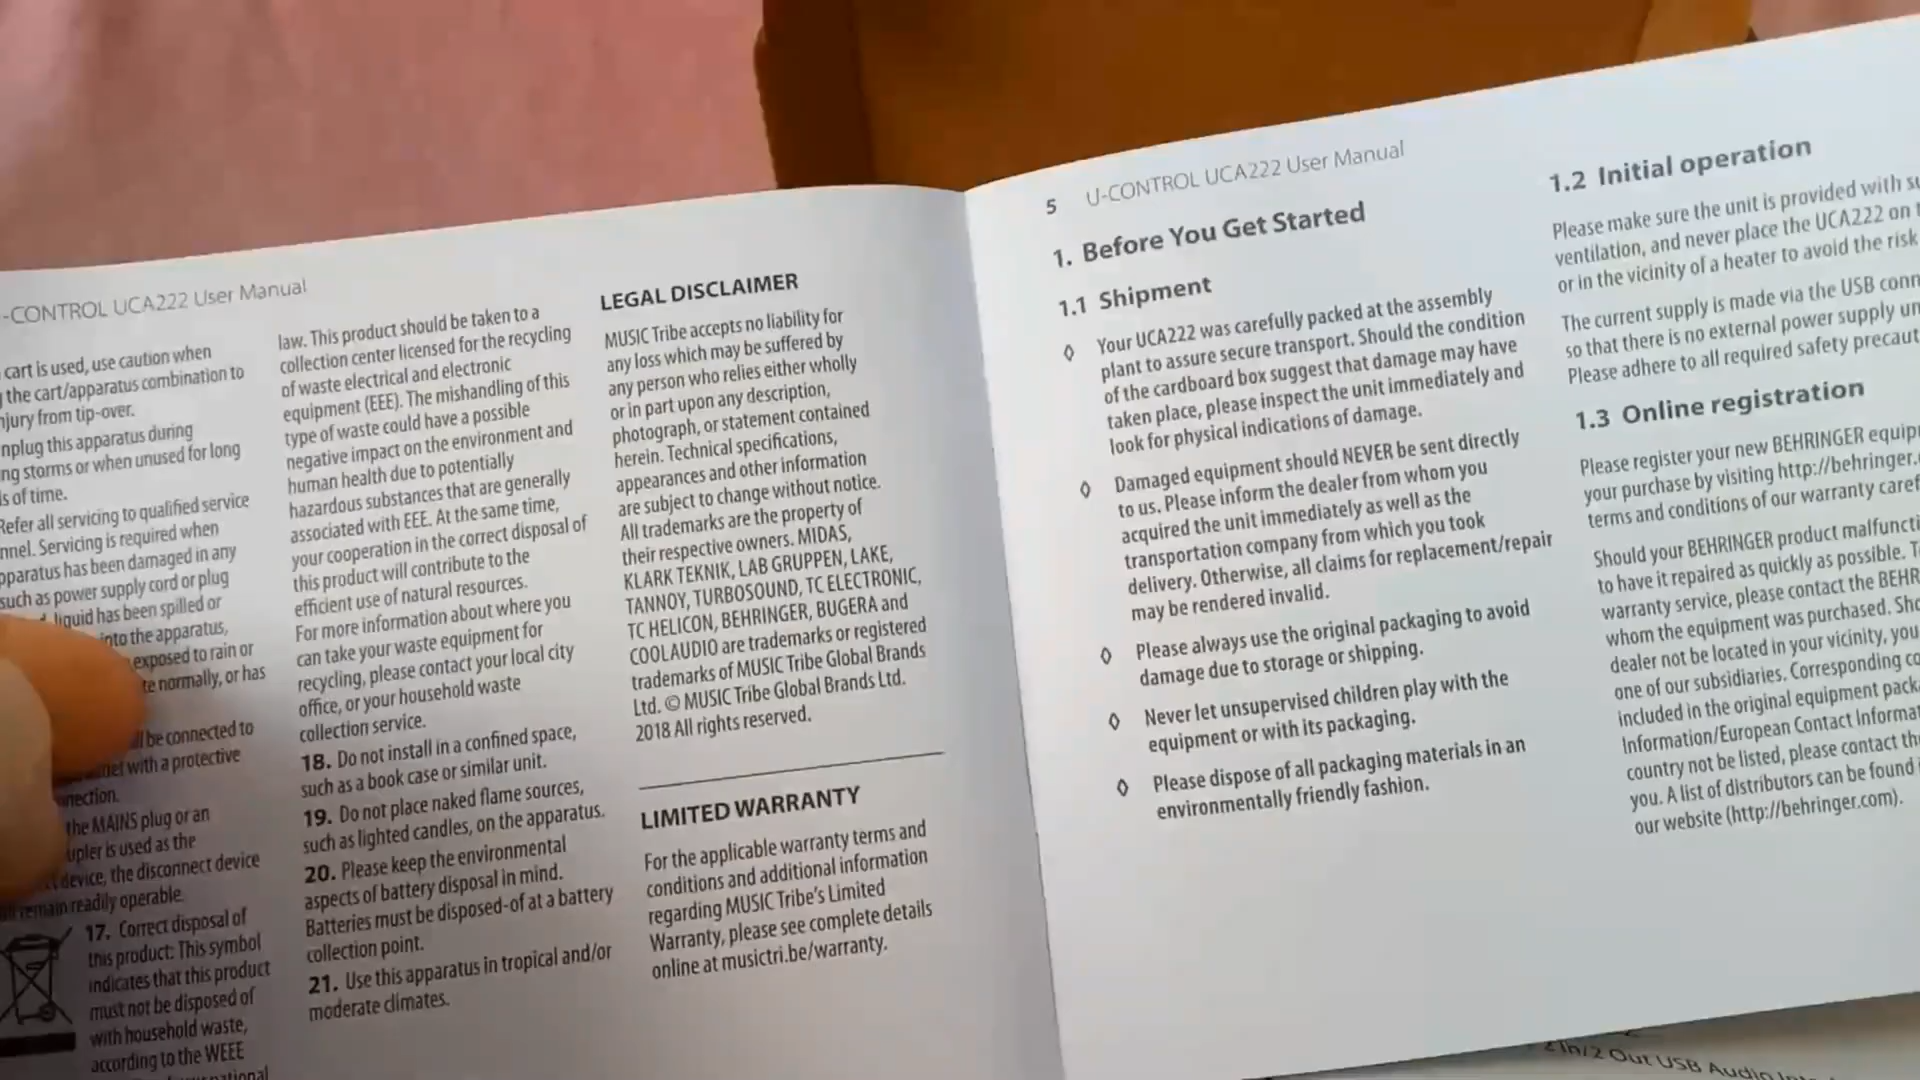 -CONTROL UCA222 User Manual
cart is used, use caution when
the cart/apparatus combination to
from tip-over.
this apparatus during
storms or when unused for long
of time.
Refer all servicing to qualified service
Servicing is required when
has been damaged in any
such as power supply cord or plug
liquid has been spilled or
into the apparatus,
exposed to rain or
normally, or has
be connected to
with a protective
the MAINS plug or an
is used as the
device, the disconnect device
remain readily operable.
17. Correct disposal of
this product: This symbol
indicates that this product
must not be disposed of
with household waste,
according to the WEEE
law. This product should be taken to a
collection center licensed for the recycling
of waste electrical and electronic
equipment (EEE). The mishandling of this
type of waste could have a possible
negative impact on the environment and
human health due to potentially
hazardous substances that are generally
associated with EEE. At the same time,
your cooperation in the correct disposal of
this product will contribute to the
efficient use of natural resources.
For more information about where you
can take your waste equipment for
recycling, please contact your local city
office, or your household waste
collection service.
18. Do not install in a confined space,
such as a book case or similar unit.
19. Do not place naked flame sources,
such as lighted candles, on the apparatus.
20. Please keep the environmental
aspects of battery disposal in mind.
Batteries must be disposed-of at a battery
collection point.
21. Use this apparatus in tropical and/or
moderate climates.
LEGAL DISCLAIMER
MUSIC Tribe accepts no liability for
any loss which may be suffered by
any person who relies either wholly
or in part upon any description,
photograph, or statement contained
herein. Technical specifications,
appearances and other information
are subject to change without notice.
All trademarks are the property of
their respective owners. MIDAS,
KLARK TEKNIK, LAB GRUPPEN, LAKE,
TANNOY, TURBOSOUND, TC ELECTRONIC,
TC HELICON, BEHRINGER, BUGERA and
COOLAUDIO are trademarks or registered
trademarks of MUSIC Tribe Global Brands
Ltd. © MUSIC Tribe Global Brands Ltd.
2018 All rights reserved.
LIMITED WARRANTY
For the applicable warranty terms and
conditions and additional information
regarding MUSIC Tribe's Limited
Warranty, please see complete details
online at musictri.be/warranty.
5 U-CONTROL UCA222 User Manual
1. Before You Get Started
1.1 Shipment
◊ Your UCA222 was carefully packed at the assembly
plant to assure secure transport. Should the condition
of the cardboard box suggest that damage may have
taken place, please inspect the unit immediately and
look for physical indications of damage.
◊ Damaged equipment should NEVER be sent directly
to us. Please inform the dealer from whom you
acquired the unit immediately as well as the
transportation company from which you took
delivery. Otherwise, all claims for replacement/repair
may be rendered invalid.
◊ Please always use the original packaging to avoid
damage due to storage or shipping.
◊ Never let unsupervised children play with the
equipment or with its packaging.
◊ Please dispose of all packaging materials in an
environmentally friendly fashion.
1.2 Initial operation
Please make sure the unit is provided with
ventilation, and never place the UCA222 on
or in the vicinity of a heater to avoid the risk
The current supply is made via the USB
so that there is no external power supply
Please adhere to all required safety
1.3 Online registration
Please register your new BEHRINGER
your purchase by visiting http://behringer.
terms and conditions of our warranty
Should your BEHRINGER product
to have it repaired as quickly as possible.
warranty service, please contact the
whom the equipment was purchased.
dealer not be located in your vicinity, you
one of our subsidiaries. Corresponding
included in the original equipment
Information/European Contact
country not be listed, please contact the
you. A list of distributors can be found
our website (http://behringer.com).
2 In/2 Out USB Audio